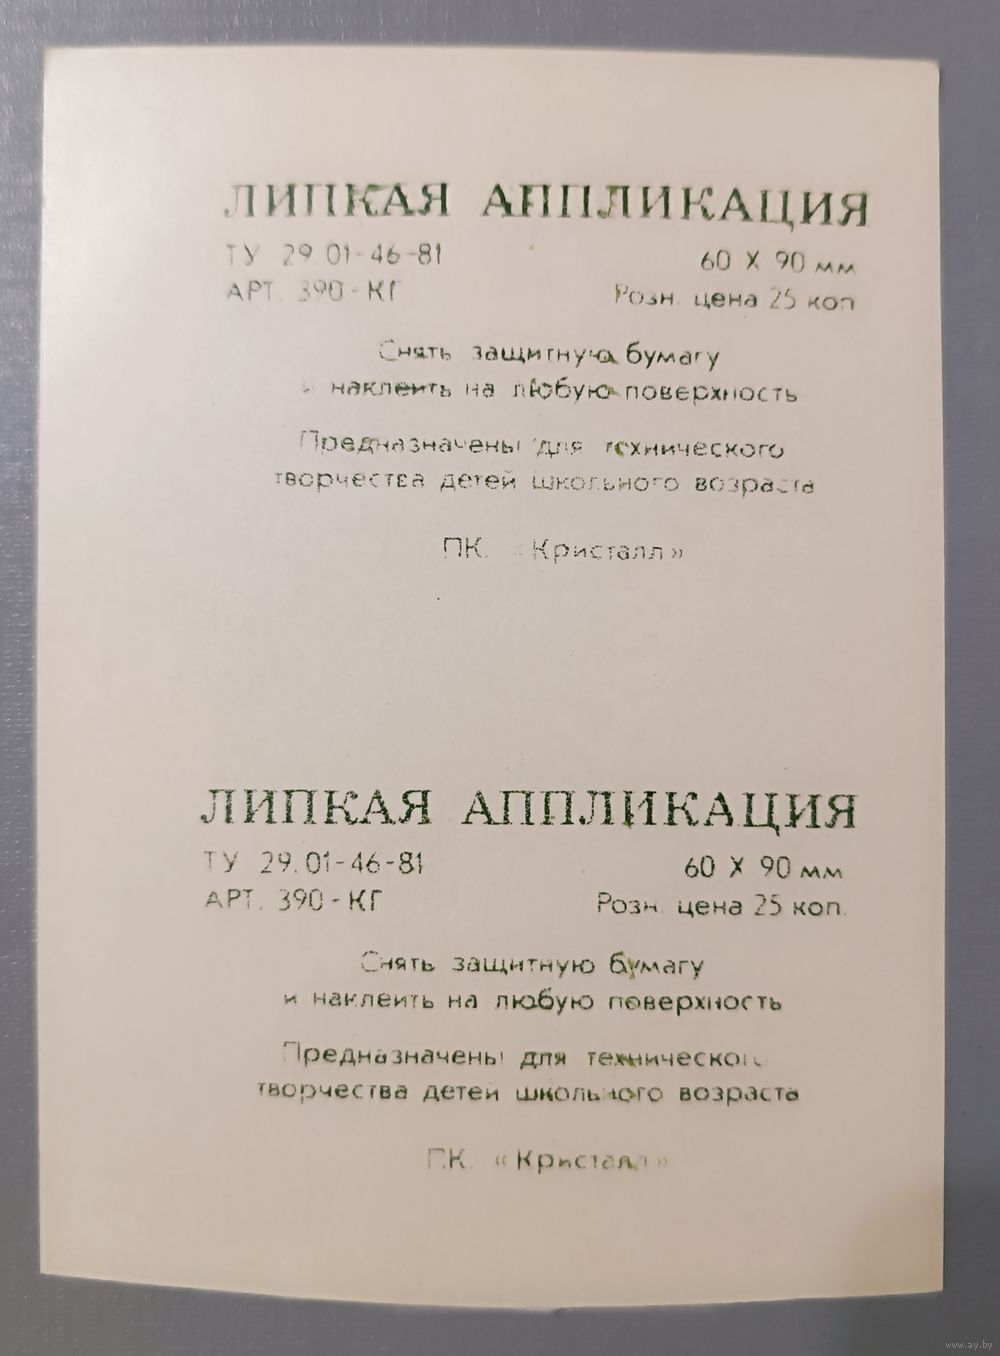 ЛИПКАЯ АППЛИКАЦИЯ
ТУ 29 01-46-81 60 X 90 мм
АРТ. 390-КГ Розн. цена 25 коп
Снять защитную бумагу
и наклеить на любую поверхность
Предназначены для технического
творчества детей школьного возраста
ПК. «Кристалл»
ЛИПКАЯ АППЛИКАЦИЯ
ТУ 29.01-46-81 60 X 90 мм
АРТ. 390-КГ Розн. цена 25 коп.
Снять защитную бумагу
и наклеить на любую поверхность
Предназначены для технического
творчества детей школьного возраста
ПК. «Кристалл»
www.ay.by